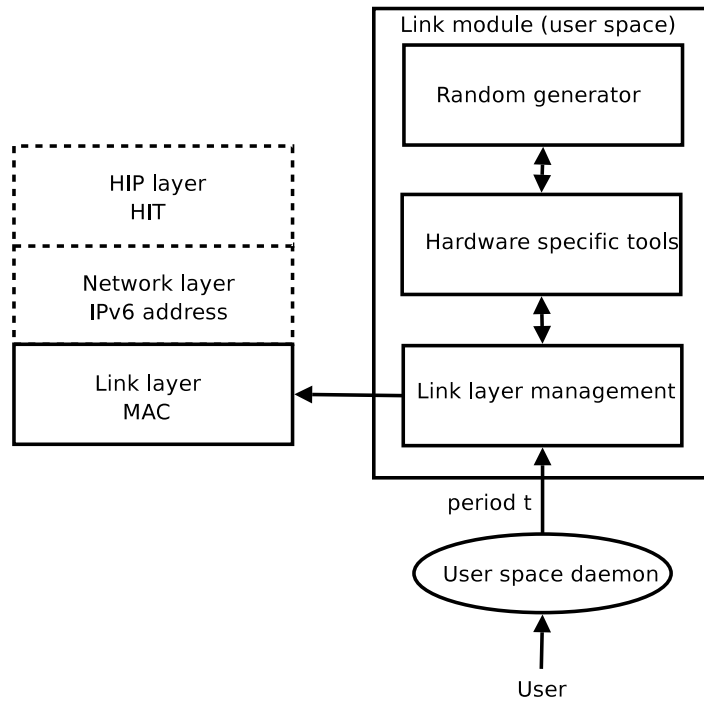 Link module (user space)
Random generator
HIP layer
HIT
Hardware specific tools
Network layer
IPv6 address
Link layer
MAC
Link layer management
period t
User space daemon
User